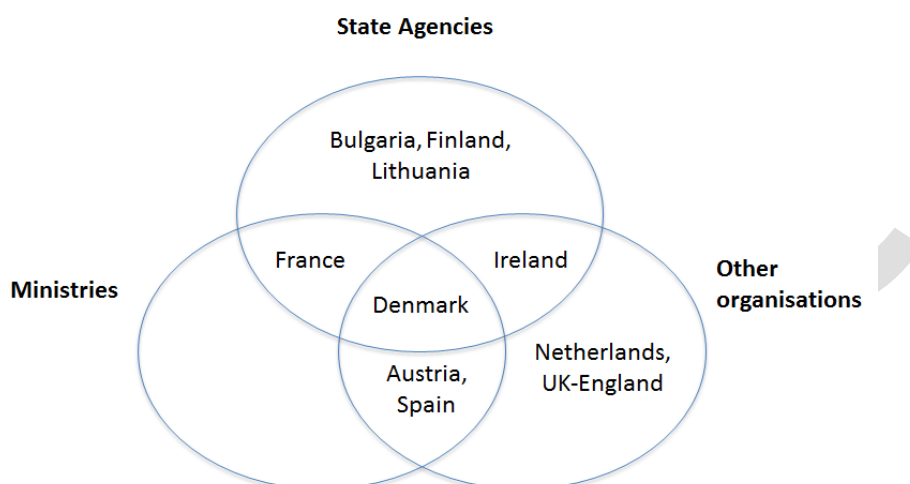 State Agencies
Bulgaria, Finland,
Lithuania
France
Ireland
Ministries
Other
organisations
Denmark
Netherlands,
UK-England
Austria,
Spain